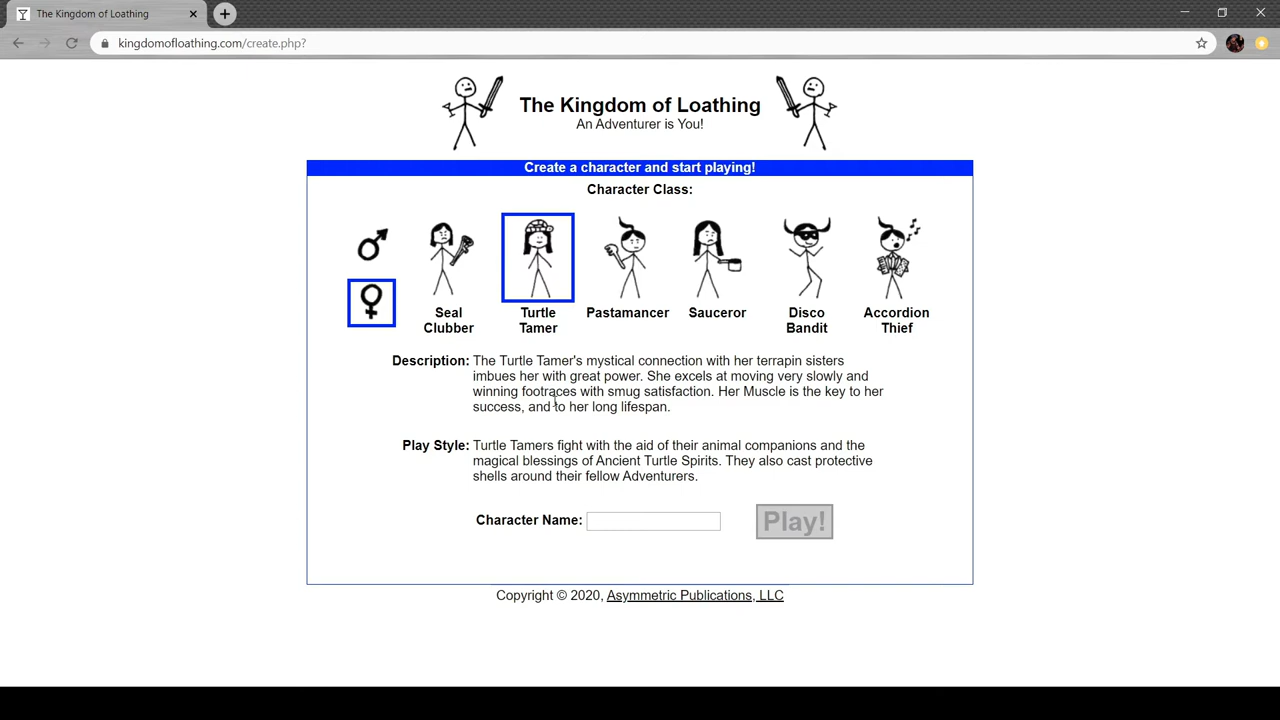 The Kingdom of Loathing
kingdomofloathing.com/create.php?
The Kingdom of Loathing
An Adventurer is You!
Create a character and start playing!
Character Class:
Seal Clubber
Turtle Tamer
Pastamancer
Sauceror
Disco Bandit
Accordion Thief
Description: The Turtle Tamer's mystical connection with her terrapin sisters
imbues her with great power. She excels at moving very slowly and
winning footraces with smug satisfaction. Her Muscle is the key to her
success, and to her long lifespan.
Play Style: Turtle Tamers fight with the aid of their animal companions and the
magical blessings of Ancient Turtle Spirits. They also cast protective
shells around their fellow Adventurers.
Character Name:
Play!
Copyright © 2020, Asymmetric Publications, LLC